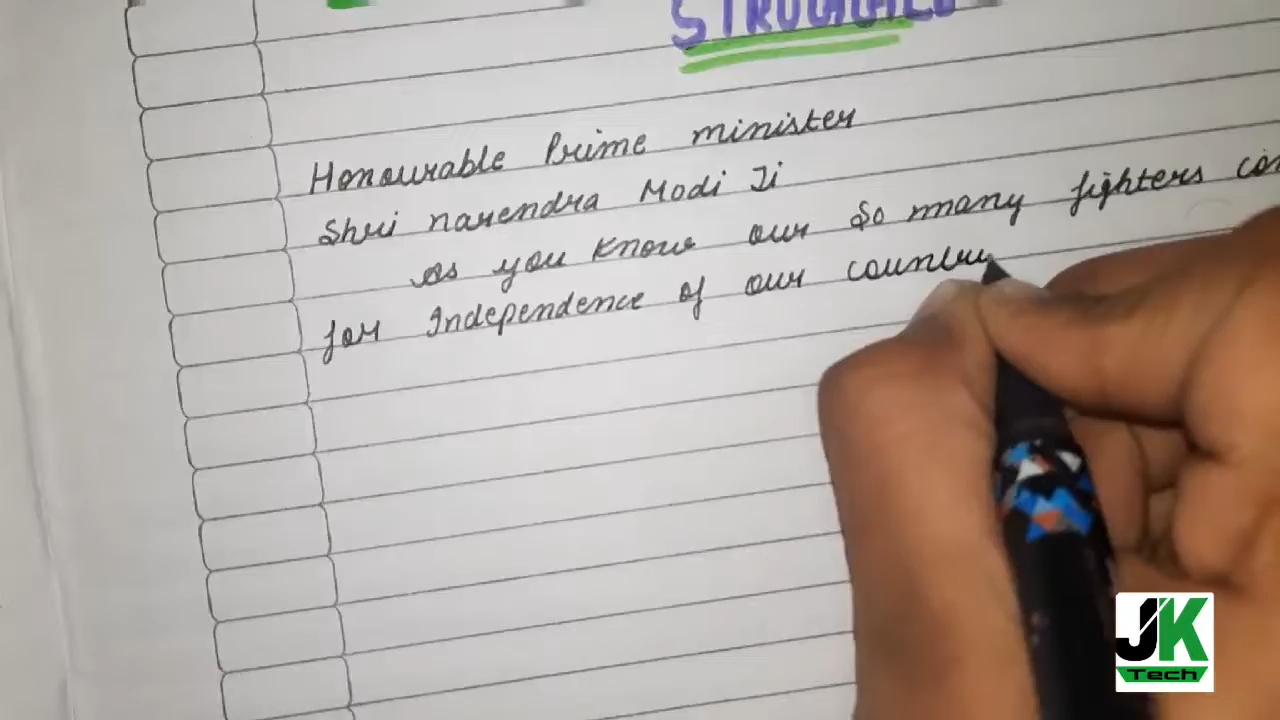 Honourable Prime minister
Shri narendra Modi Ji
as you know our So many fighters
for Independence of our
JK
Tech